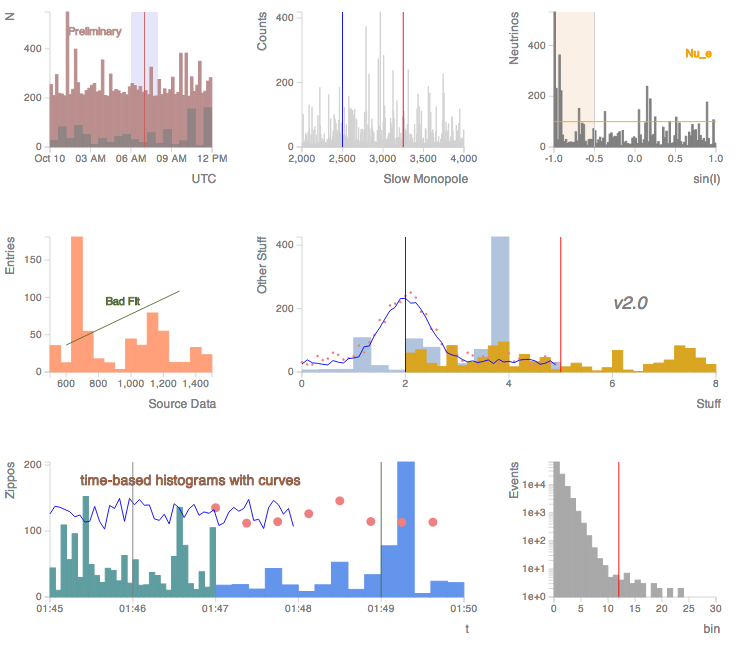 N
Preliminary
400
200
0
Oct 10 03 AM 06 AM 09 AM 12 PM
UTC
Counts
400
200
0
2,000 2,500 3,000 3,500 4,000
Slow Monopole
Neutrinos
Nu_e
400
200
0
-1.0 -0.5 0.0 0.5 1.0
sin(l)
Entries
150
100
50
0
Bad Fit
600 800 1,000 1,200 1,400
Source Data
Other Stuff
400
200
0
v2.0
0 2 4 6 8
Stuff
Zippos
200
100
0
time-based histograms with curves
01:45 01:46 01:47 01:48 01:49 01:50
t
Events
1e+4
1e+3
1e+2
1e+1
1e+0
0 5 10 15 20 25 30
bin